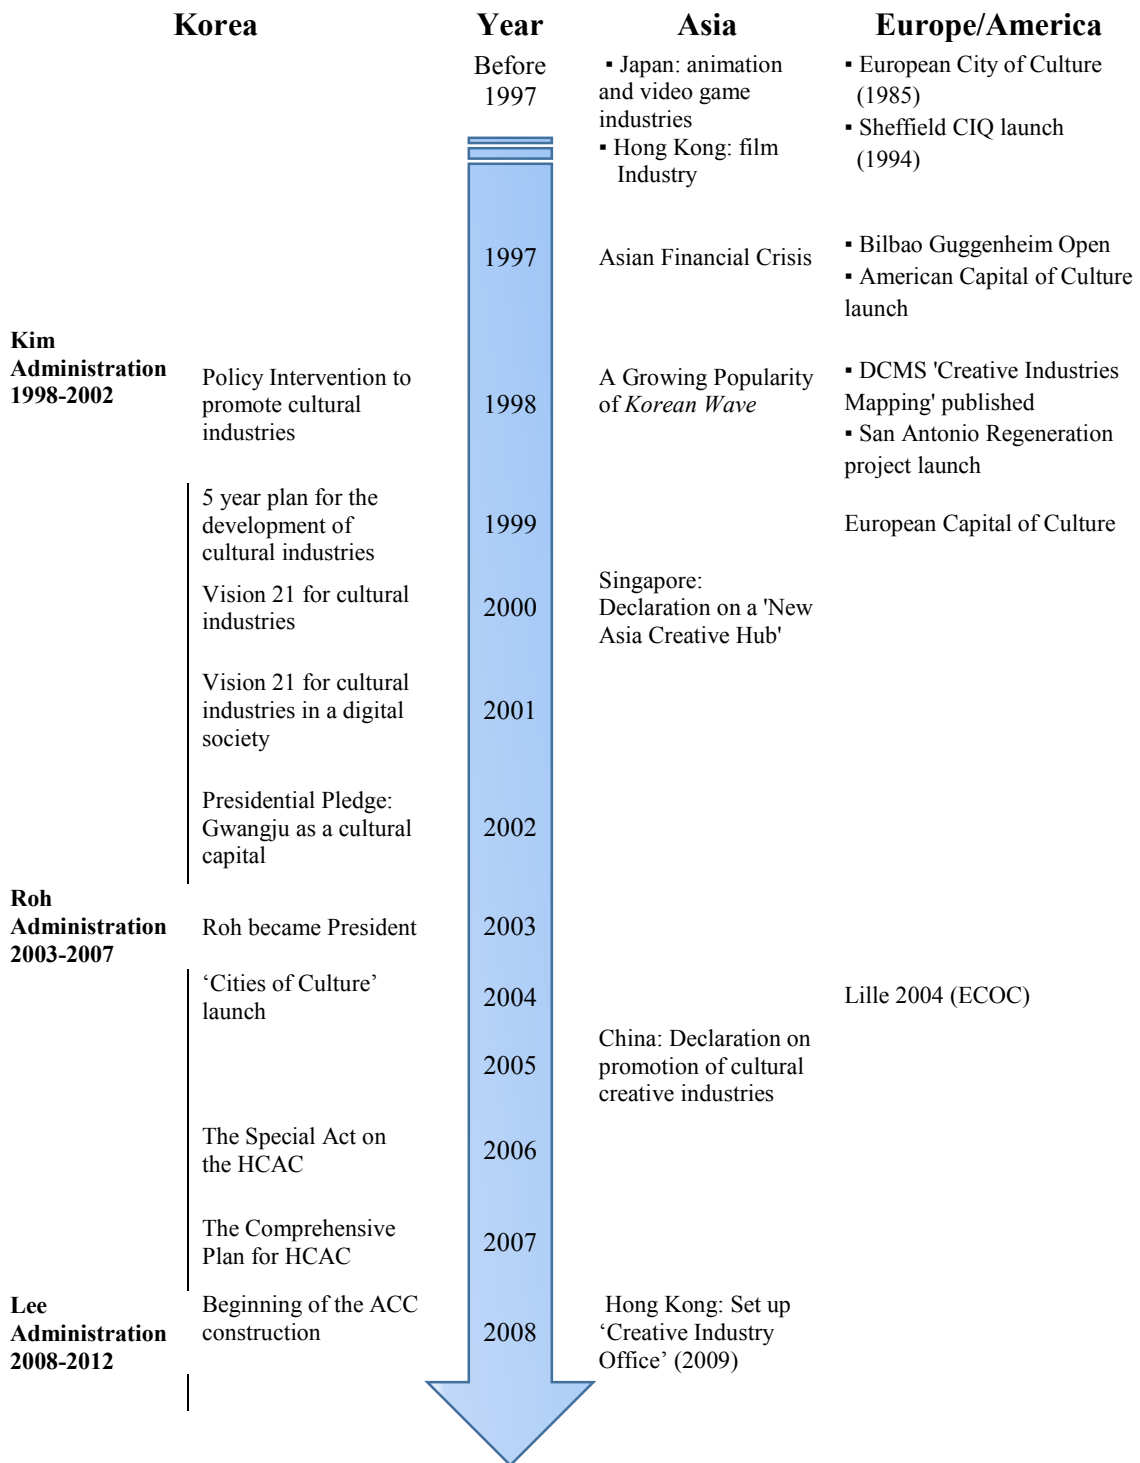 Korea Year Asia Europe/America
Before
1997
▪ Japan: animation
and video game
industries
▪ Hong Kong: film
Industry
▪ European City of Culture
(1985)
▪ Sheffield CIQ launch
(1994)
1997
Asian Financial Crisis
▪ Bilbao Guggenheim Open
▪ American Capital of Culture
launch
Kim
Administration
1998-2002
Policy Intervention to
promote cultural
industries
1998
A Growing Popularity
of Korean Wave
▪ DCMS 'Creative Industries
Mapping' published
▪ San Antonio Regeneration
project launch
5 year plan for the
development of
cultural industries
1999
European Capital of Culture
Vision 21 for cultural
industries
2000
Singapore:
Declaration on a 'New
Asia Creative Hub'
Vision 21 for cultural
industries in a digital
society
2001
Presidential Pledge:
Gwangju as a cultural
capital
2002
Roh
Administration
2003-2007
Roh became President
2003
‘Cities of Culture’
launch
2004
Lille 2004 (ECOC)
2005
China: Declaration on
promotion of cultural
creative industries
The Special Act on
the HCAC
2006
The Comprehensive
Plan for HCAC
2007
Lee
Administration
2008-2012
Beginning of the ACC
construction
2008
Hong Kong: Set up
‘Creative Industry
Office’ (2009)